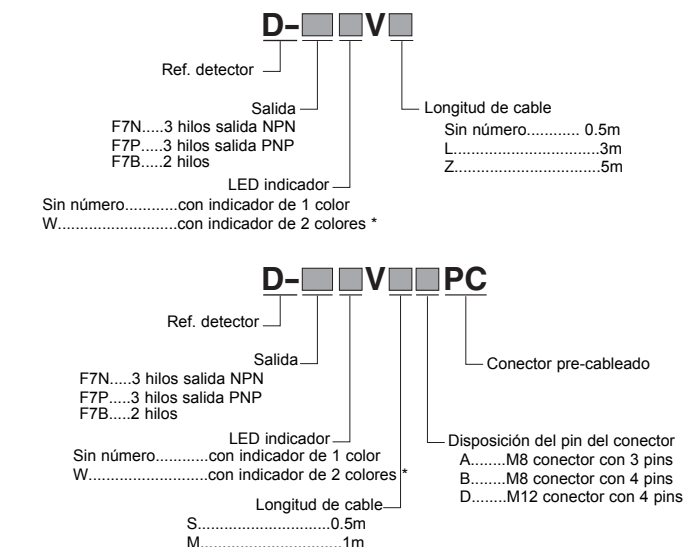 D- V
Ref. detector
Salida
F7N.....3 hilos salida NPN
F7P.....3 hilos salida PNP
F7B.....2 hilos
LED indicador
Sin número............con indicador de 1 color
W...........................con indicador de 2 colores *
Longitud de cable
Sin número............ 0.5m
L.................................3m
Z.................................5m
D- V PC
Ref. detector
Salida
F7N.....3 hilos salida NPN
F7P.....3 hilos salida PNP
F7B.....2 hilos
LED indicador
Sin número............con indicador de 1 color
W...........................con indicador de 2 colores *
Longitud de cable
S..............................0.5m
M................................1m
Conector pre-cableado
Disposición del pin del conector
A........M8 conector con 3 pins
B........M8 conector con 4 pins
D........M12 conector con 4 pins